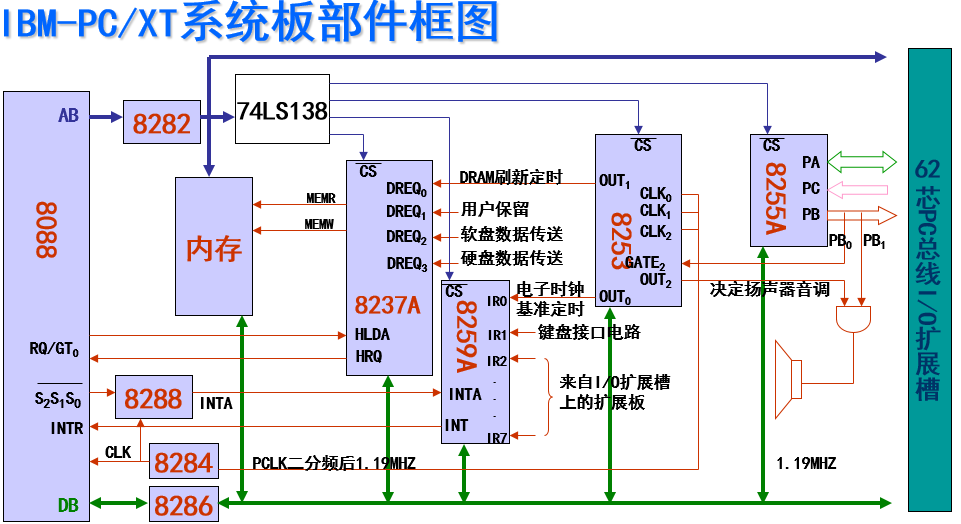 IBM-PC/XT系统板部件框图
AB
8282
74LS138
8088
内存
MEMR
MEMW
CS
DREQ0
DREQ1
DREQ2
DREQ3
8237A
HLDA
HRQ
DRAM刷新定时
用户保留
软盘数据传送
硬盘数据传送
CS
OUT1
CLK0
CLK1
CLK2
8253
GATE2
OUT2
OUT0
CS
8255A
PA
PC
PB
PB0
PB1
62芯PC总线I/O扩展槽
决定扬声器音调
电子时钟
基准定时
键盘接口电路
来自I/O扩展槽
上的扩展板
CS
8259A
IR0
IR1
IR2
.
.
.
IR7
INTA
INT
RQ/GT0
S2S1S0
8288
INTA
INTR
CLK
8284
PCLK二分频后1.19MHZ
1.19MHZ
DB
8286